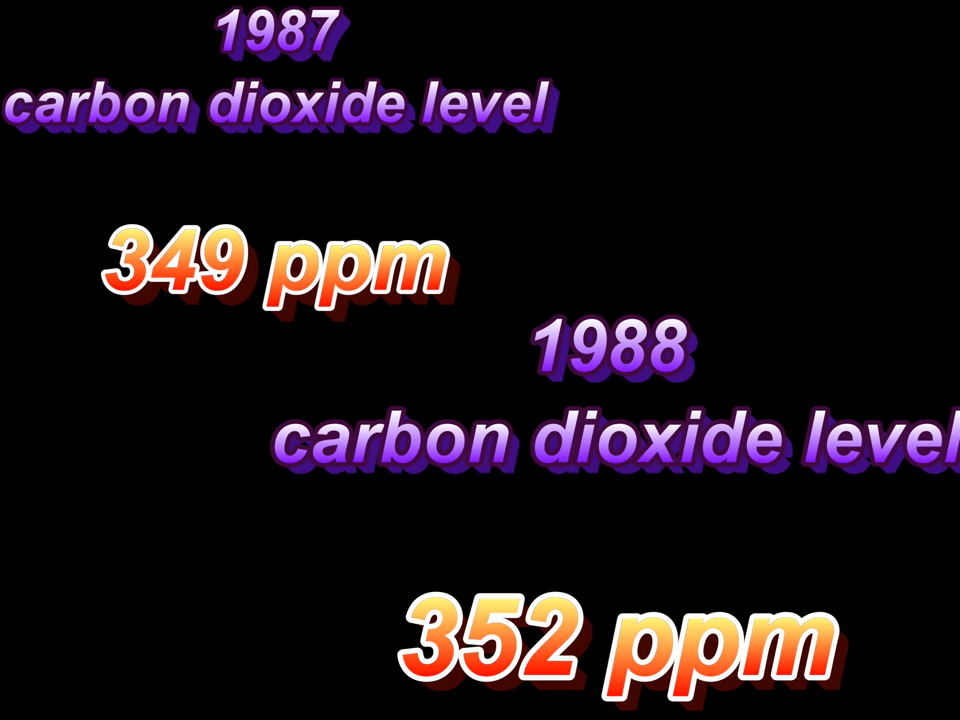 1987
carbon dioxide level
349 ppm
1988
carbon dioxide level
352 ppm